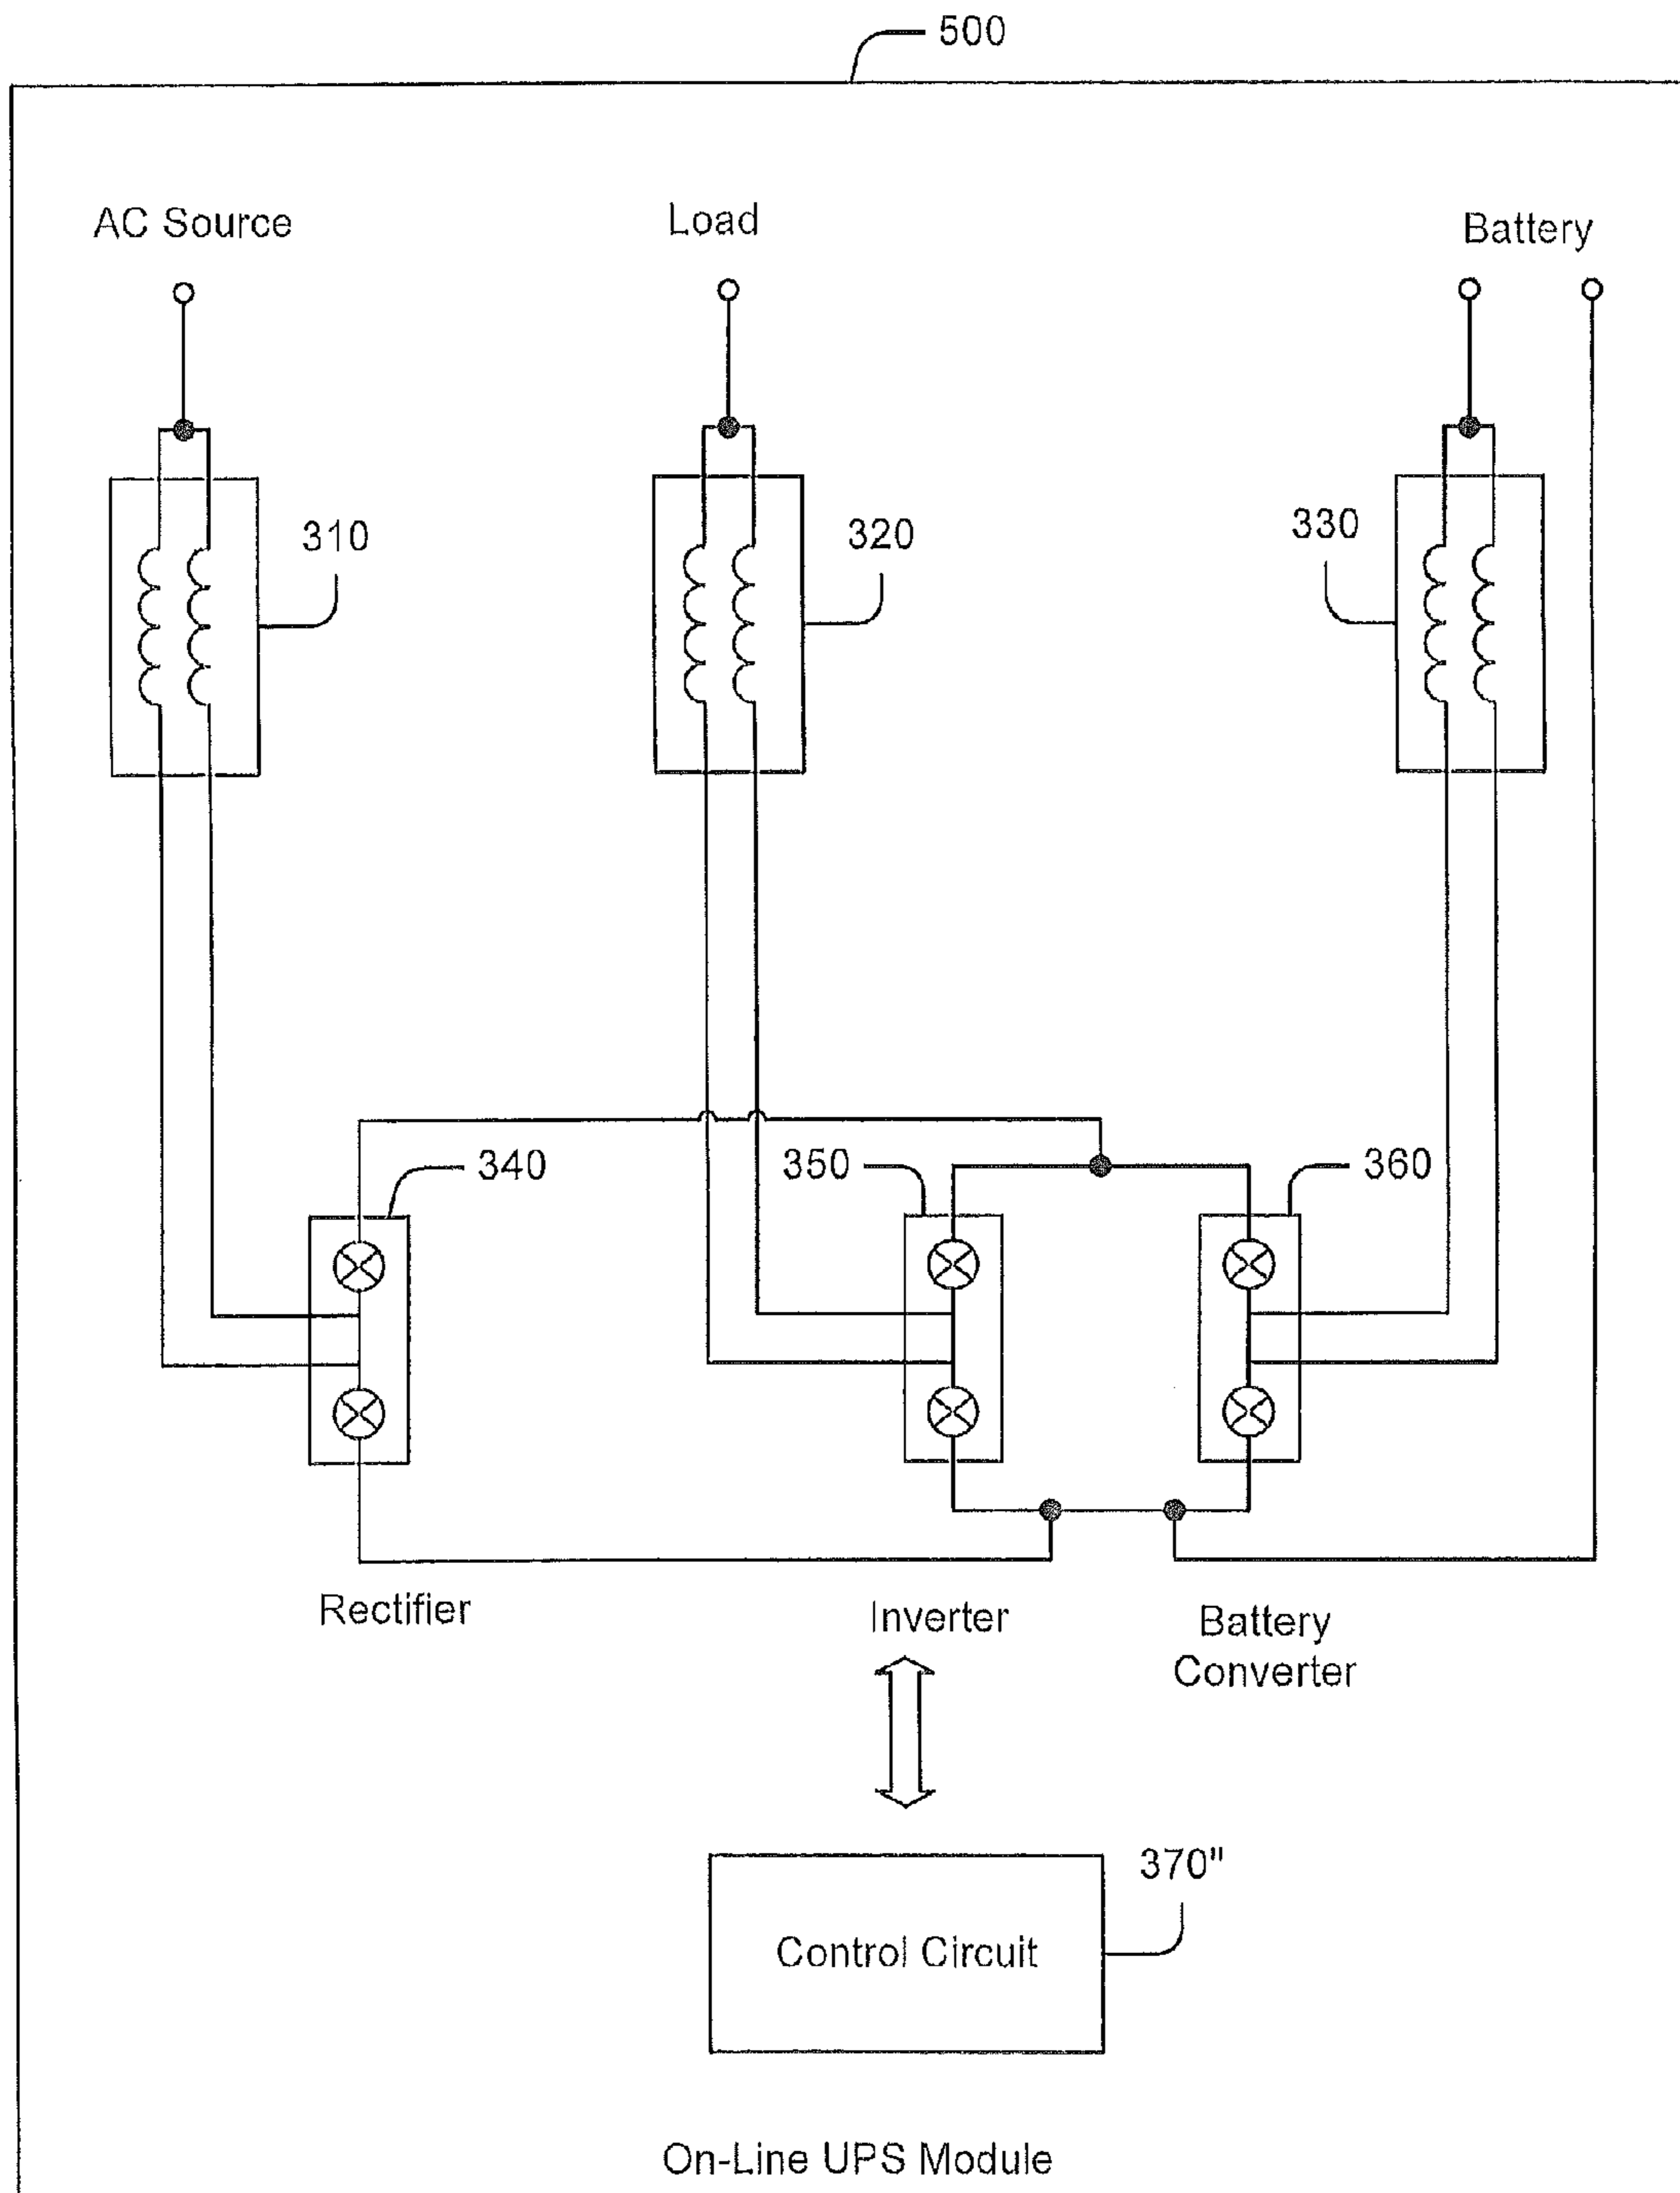 500
AC Source
Load
Battery
310
320
330
340
350
360
Rectifier
Inverter
Battery
Converter
370"
Control Circuit
On-Line UPS Module